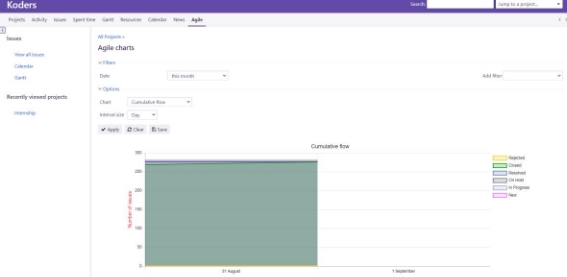 Koders
Search:
Jump to a project...
Projects Activity Issues Spent time Gantt Resources Calendar News Agile
Issues
View all issues
Calendar
Gantt
Recently viewed projects
Internship
All Projects »
Agile charts
Filters
Date
this month
Add filter
Options
Chart
Cumulative flow
Interval size
Day
Apply
Clear
Save
Cumulative flow
Number of issues
300
250
200
150
100
50
0
31 August
1 September
Rejected
Closed
Resolved
On Hold
In Progress
New